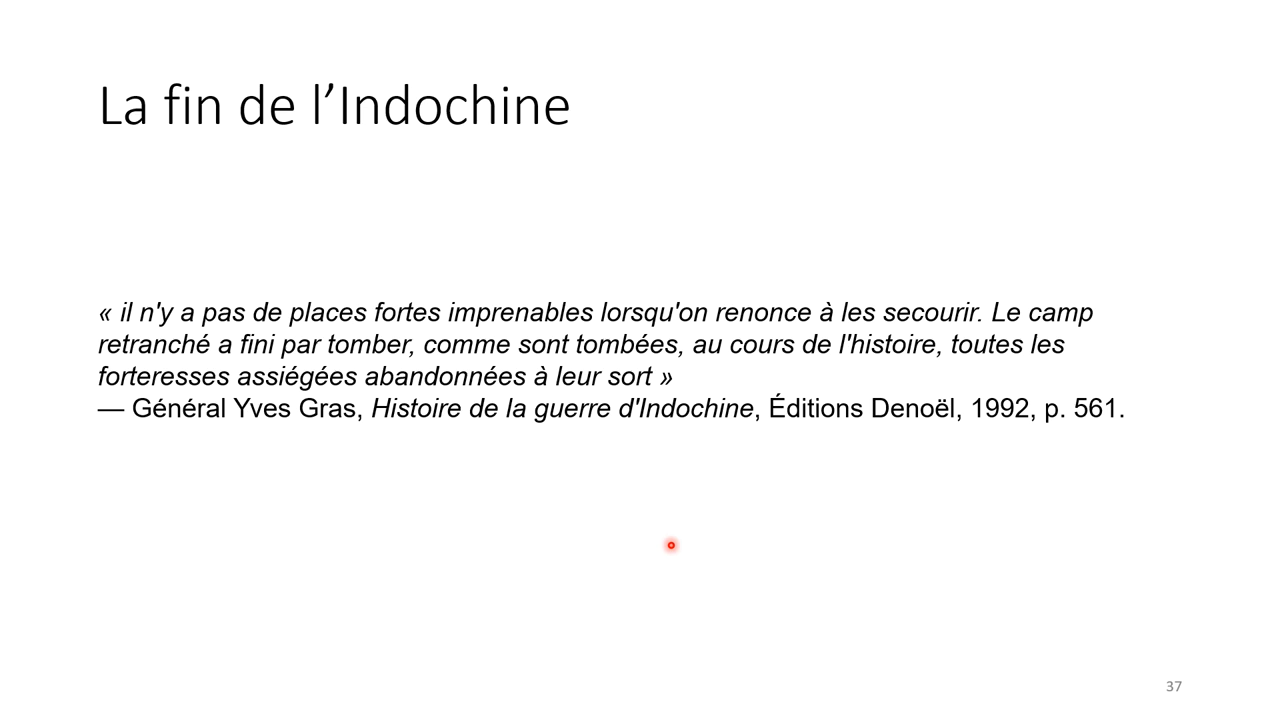 La fin de l’Indochine
« il n'y a pas de places fortes imprenables lorsqu'on renonce à les secourir. Le camp
retranché a fini par tomber, comme sont tombées, au cours de l'histoire, toutes les
forteresses assiégées abandonnées à leur sort »
— Général Yves Gras, Histoire de la guerre d'Indochine, Éditions Denoël, 1992, p. 561.
37